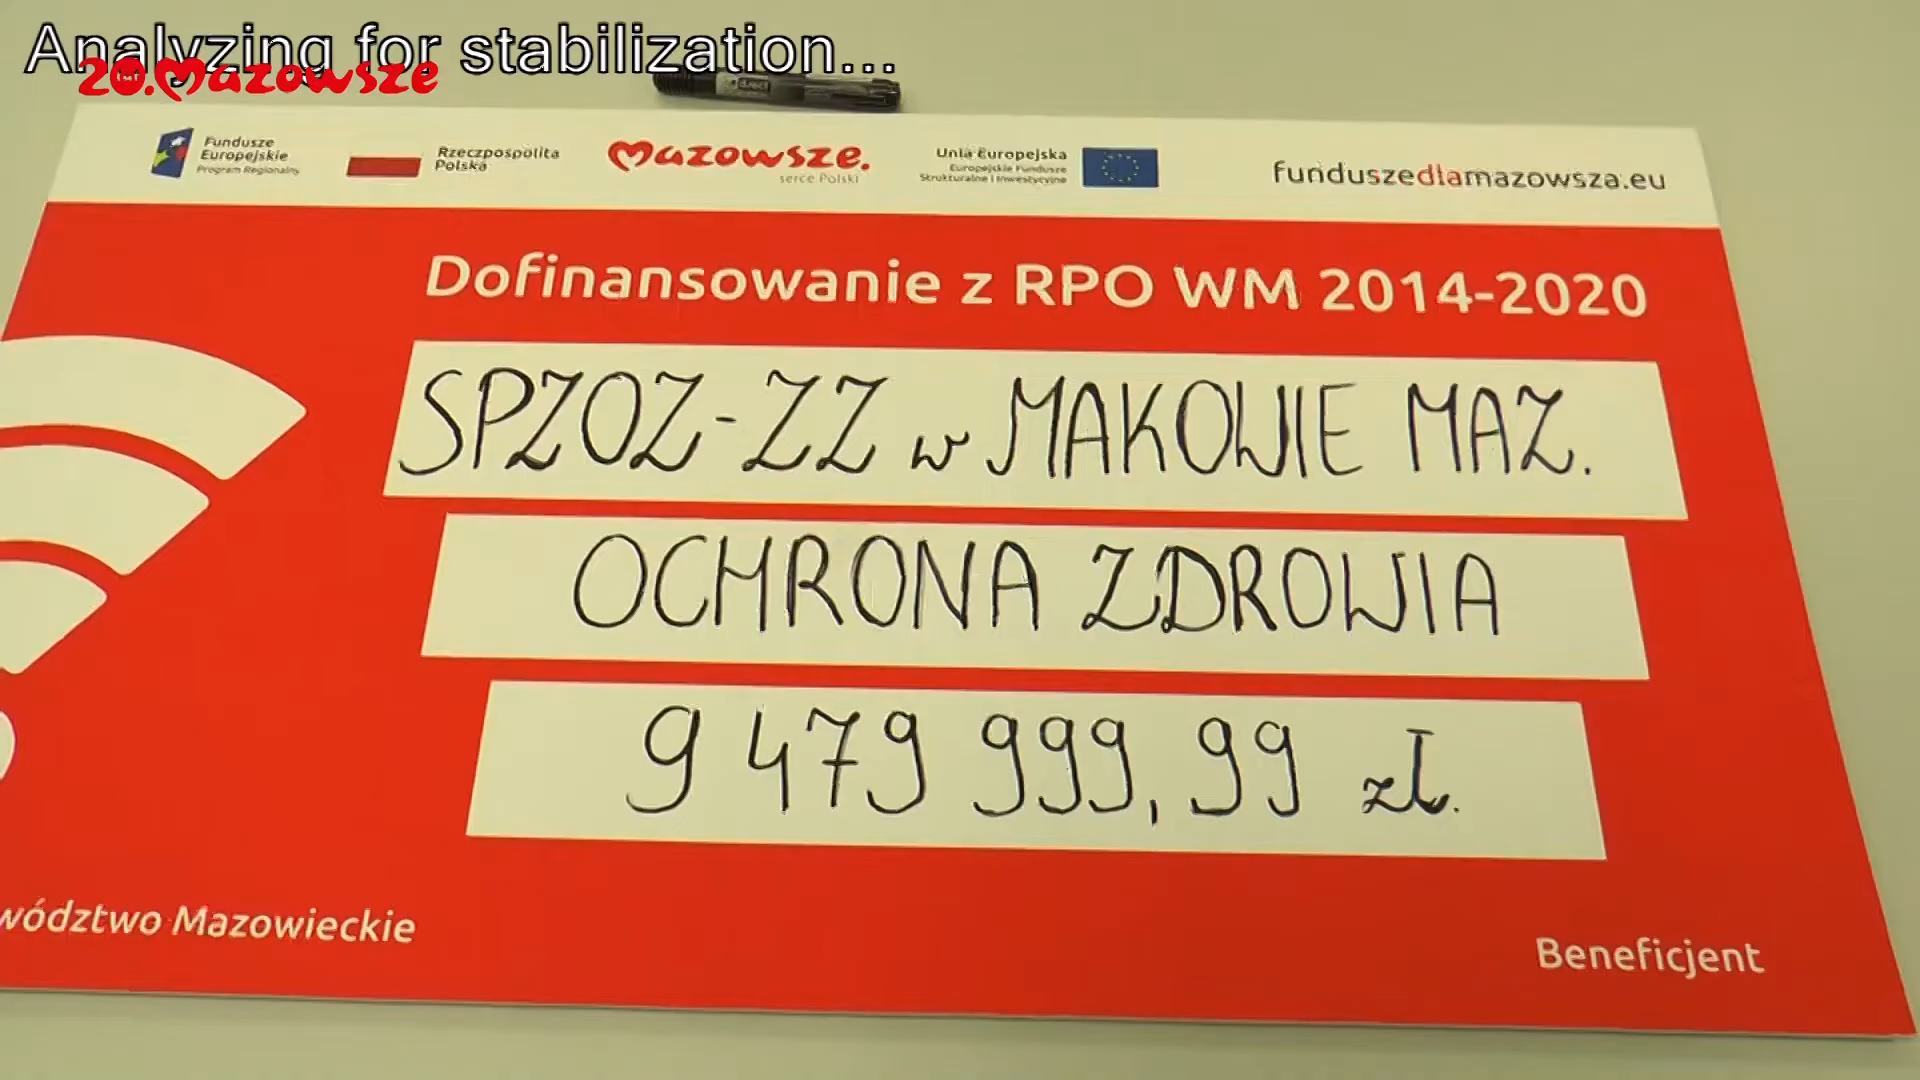 Analyzing for stabilization...
20. Mazowsze
Fundusze
Europejskie
Program Regionalny
Rzeczpospolita
Polska
Mazowsze.
serce Polski
Unia Europejska
Europejskie Fundusze
Strukturalne i Inwestycyjne
funduszedlamazowsza.eu
Dofinansowanie z RPO WM 2014-2020
SPZOZ-ZZ w MAKOWIE MAZ.
OCHRONA ZDROWIA
9 479 999,99 zł.
wództwo Mazowieckie
Beneficjent